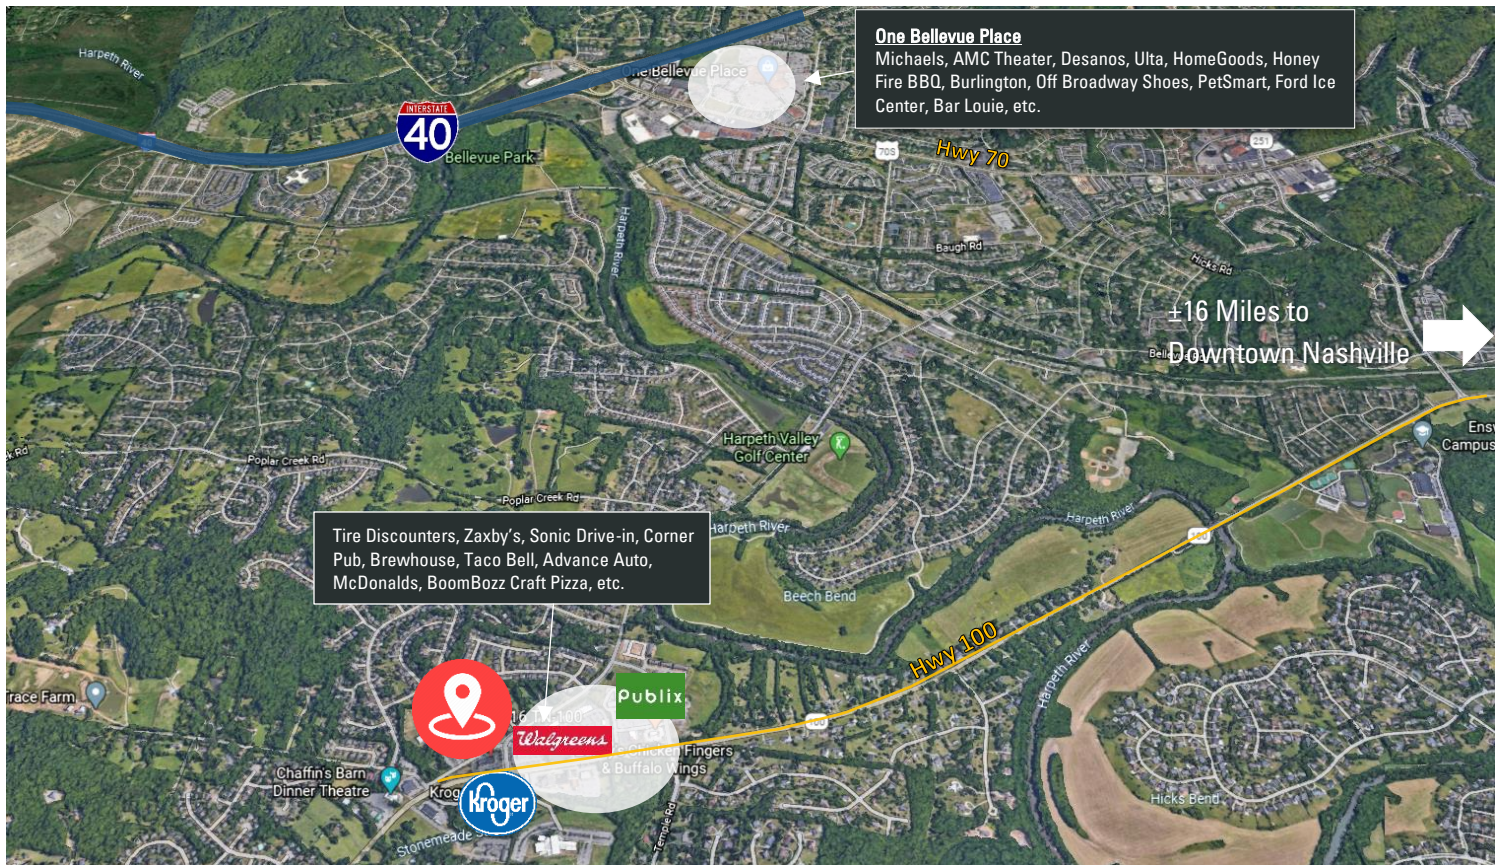 One Bellevue Place
Michaels, AMC Theater, Desanos, Ulta, HomeGoods, Honey
Fire BBQ, Burlington, Off Broadway Shoes, PetSmart, Ford Ice
Center, Bar Louie, etc.
Harpeth River
One Bellevue Place
INTERSTATE
40
Bellevue Park
70S
Hwy 70
251
Harpeth River
Baugh Rd
Hicks Rd
±16 Miles to
Downtown Nashville
Harpeth Valley
Golf Center
Campus
Poplar Creek Rd
Poplar Creek Rd
Harpeth River
Harpeth River
100
Tire Discounters, Zaxby's, Sonic Drive-in, Corner
Pub, Brewhouse, Taco Bell, Advance Auto,
McDonalds, BoomBozz Craft Pizza, etc.
Beech Bend
Hwy 100
Harpeth River
race Farm
Publix
100
Walgreens
Chicken Fingers
& Buffalo Wings
Chaffin's Barn
Dinner Theatre
Kroger
Hicks Bend
Stonemeade
Temple Rd